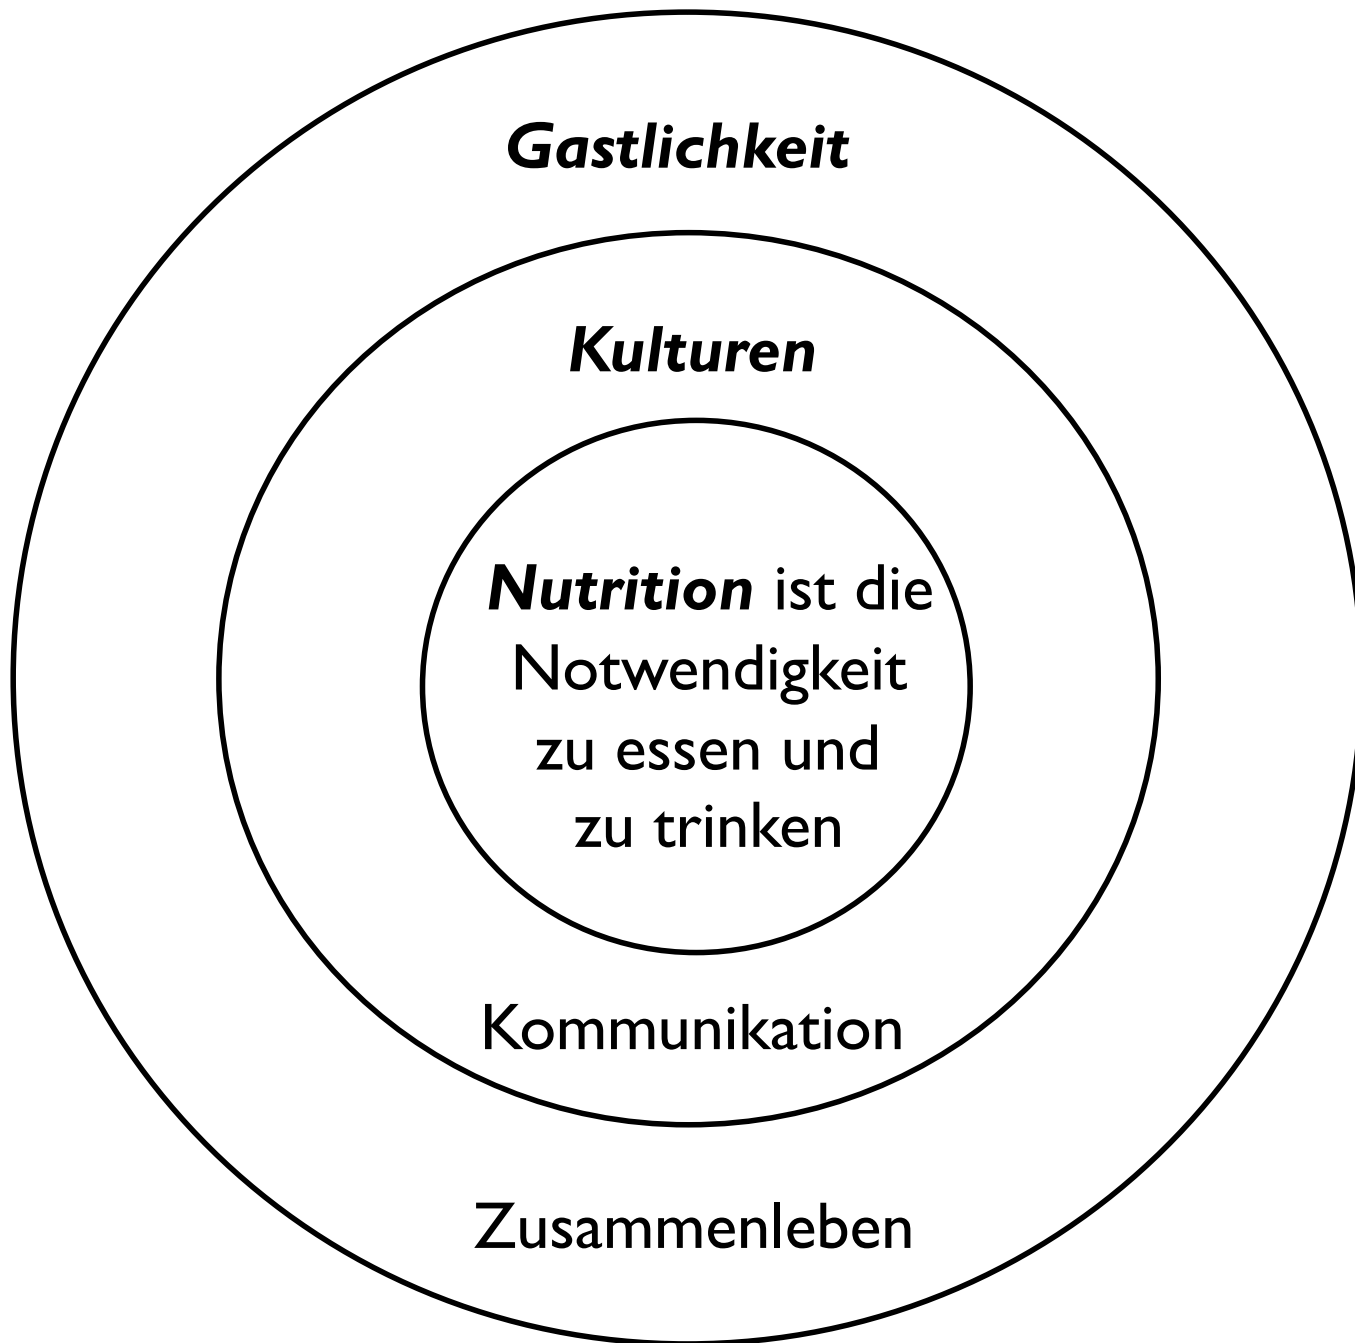 Gastlichkeit
Kulturen
Nutrition ist die
Notwendigkeit
zu essen und
zu trinken
Kommunikation
Zusammenleben